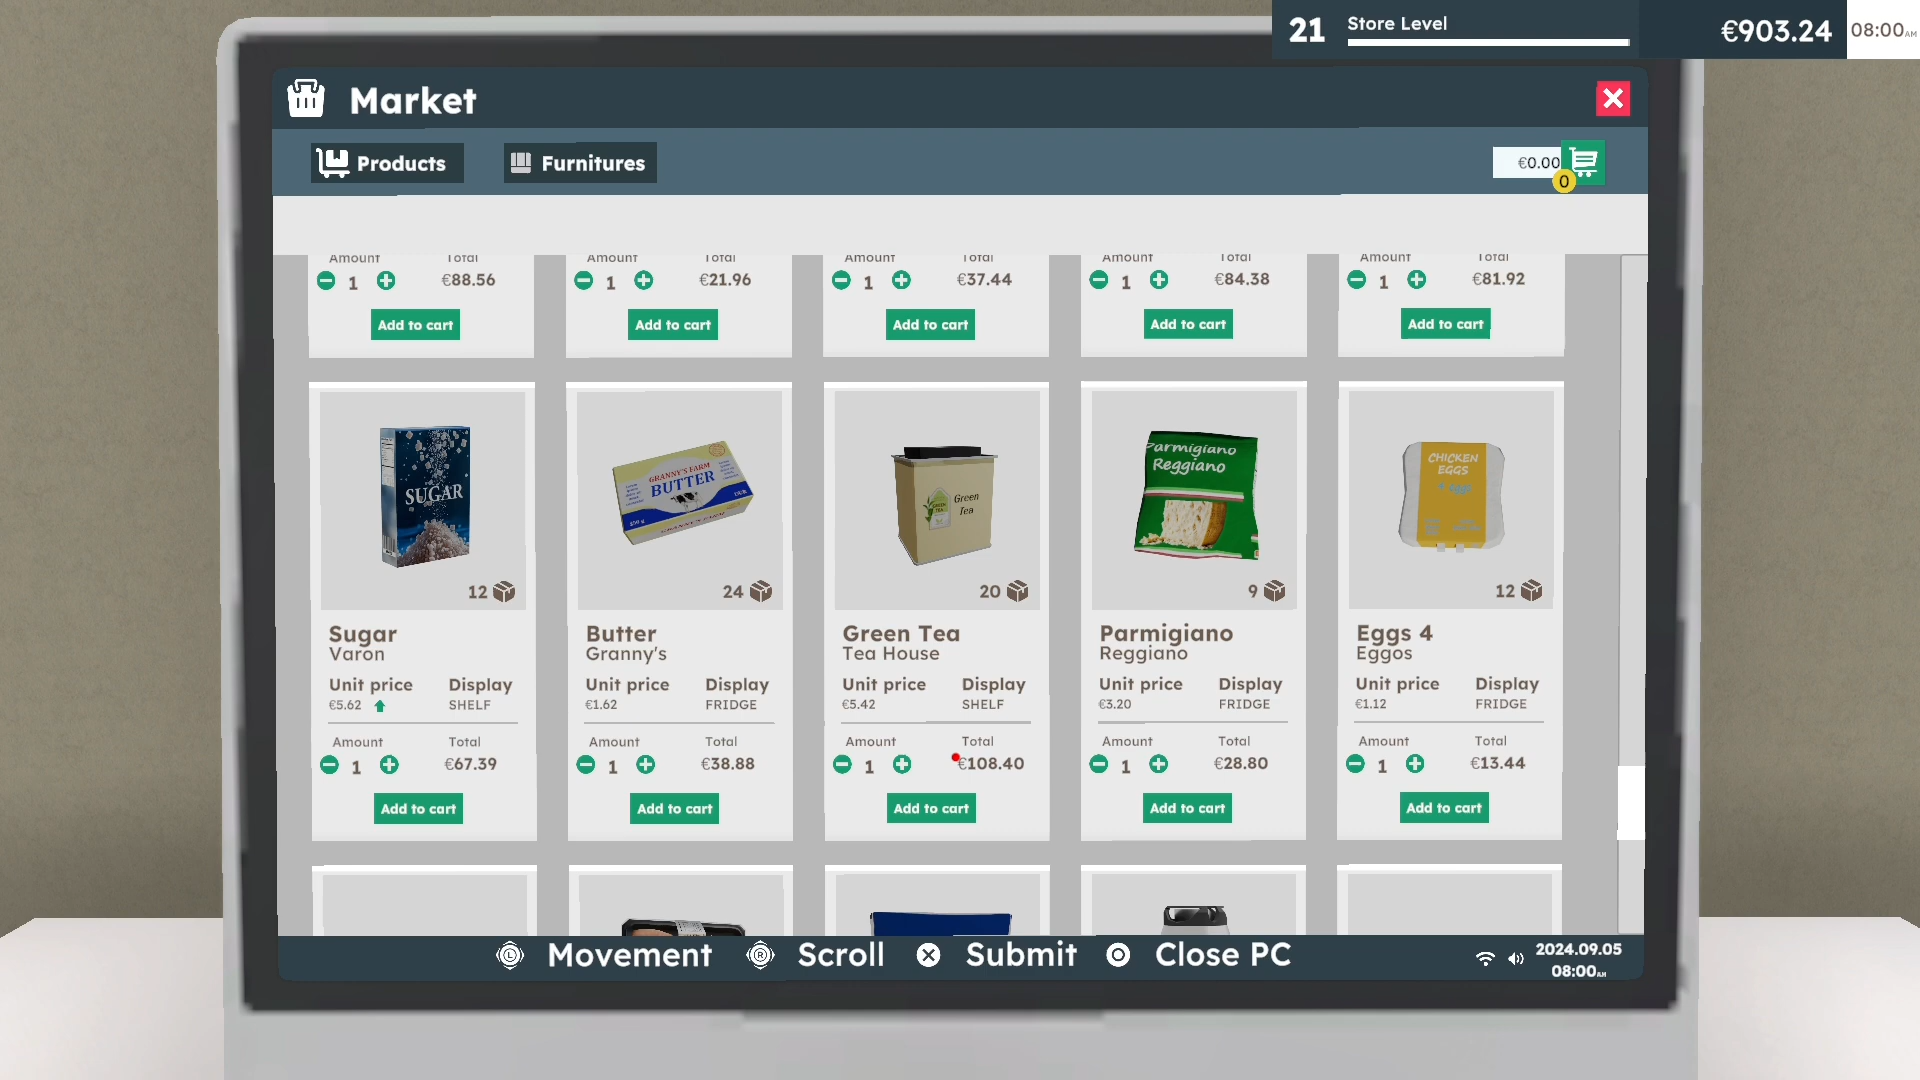 21 Store Level €903.24 08:00AM
Market
Products Furnitures €0.00
0
Amount Total Amount Total Amount Total Amount Total Amount Total
1 €88.56 1 €21.96 1 €37.44 1 €84.38 1 €81.92
Add to cart Add to cart Add to cart Add to cart Add to cart
SUGAR
GRANNY'S FARM
BUTTER
Green
Tea
Parmigiano
Reggiano
CHICKEN
EGGS
12 24 20 9 12
Sugar Butter Green Tea Parmigiano Eggs 4
Varon Granny's Tea House Reggiano Eggos
Unit price Display Unit price Display Unit price Display Unit price Display Unit price Display
€5.62 SHELF €1.62 FRIDGE €5.42 SHELF €3.20 FRIDGE €1.12 FRIDGE
Amount Total Amount Total Amount Total Amount Total Amount Total
1 €67.39 1 €38.88 1 €108.40 1 €28.80 1 €13.44
Add to cart Add to cart Add to cart Add to cart Add to cart
L Movement R Scroll Submit Close PC 2024.09.05
08:00AM